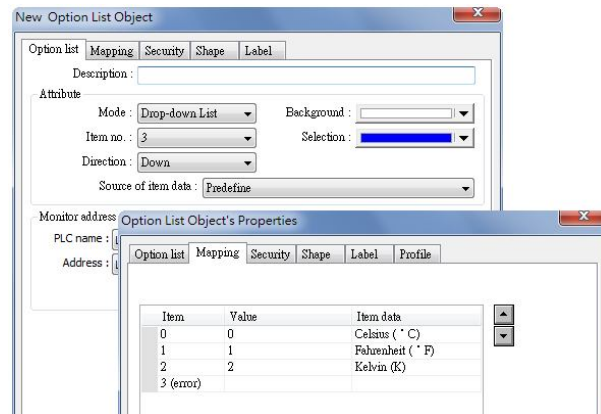 New Option List Object
Option list Mapping Security Shape Label
Description :
Attribute
Mode : Drop-down List Background :
Item no. : 3 Selection :
Direction : Down
Source of item data : Predefine
Monitor address
PLC name :
Address :
Option List Object's Properties
Option list Mapping Security Shape Label Profile
Item Value Item data
0 0 Celsius ( ˚ C)
1 1 Fahrenheit ( ˚ F)
2 2 Kelvin (K)
3 (error)